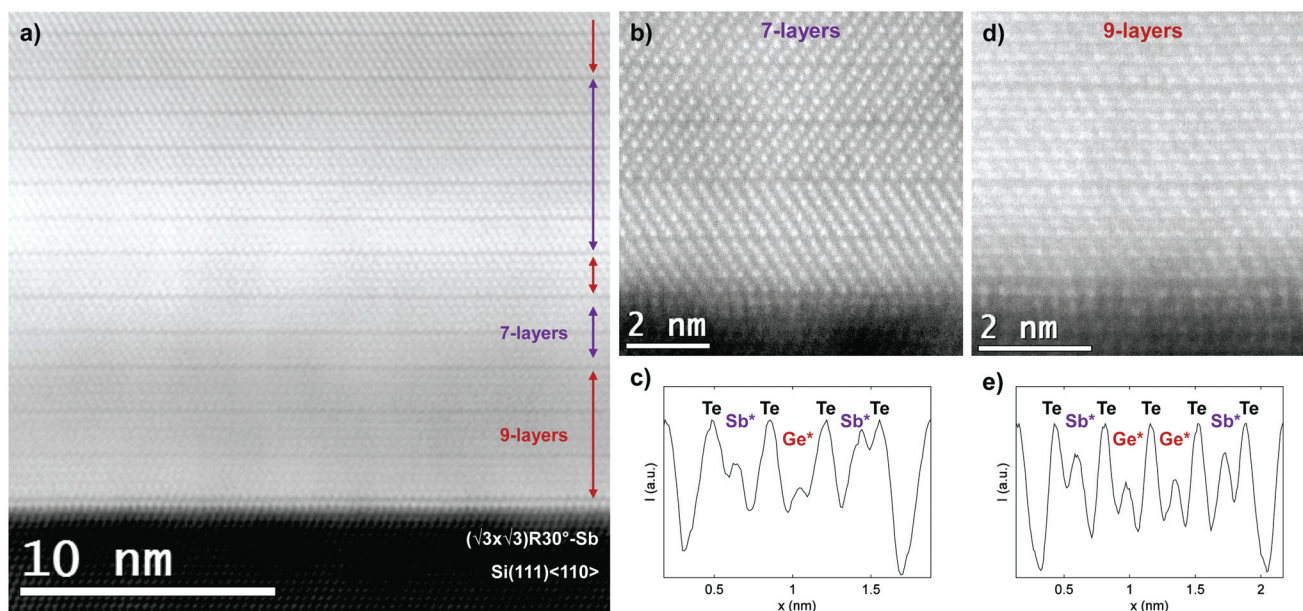 a)
7-layers
9-layers
(√3x√3)R30°-Sb
Si(111)<110>
10 nm
b)
7-layers
2 nm
c)
Te Te Te Te
Sb* Sb*
Ge*
I (a.u.)
0.5 1 1.5
x (nm)
d)
9-layers
2 nm
e)
Te Te Te Te Te
Sb* Sb*
Ge* Ge*
I (a.u.)
0.5 1 1.5 2
x (nm)